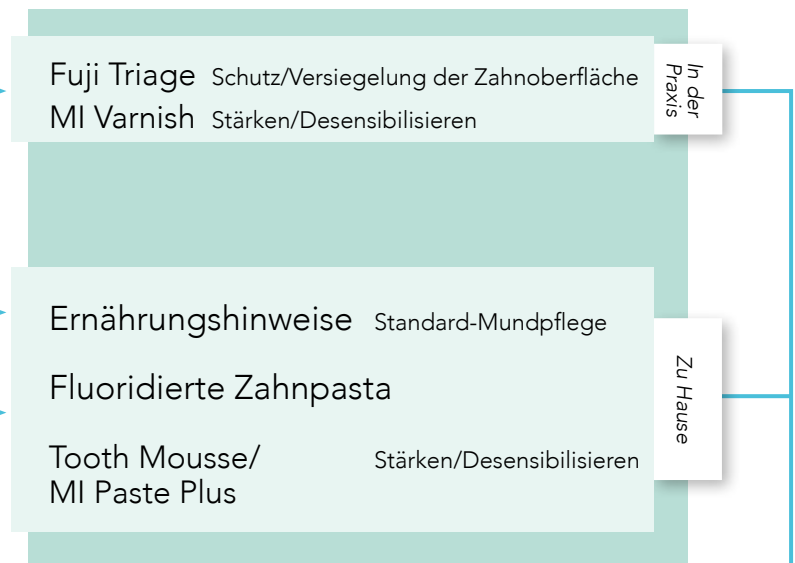 Fuji Triage Schutz/Versiegelung der Zahnoberfläche
MI Varnish Stärken/Desensibilisieren
In der
Praxis
Ernährungshinweise Standard-Mundpflege
Fluoridierte Zahnpasta
Tooth Mousse/ Stärken/Desensibilisieren
MI Paste Plus
Zu Hause